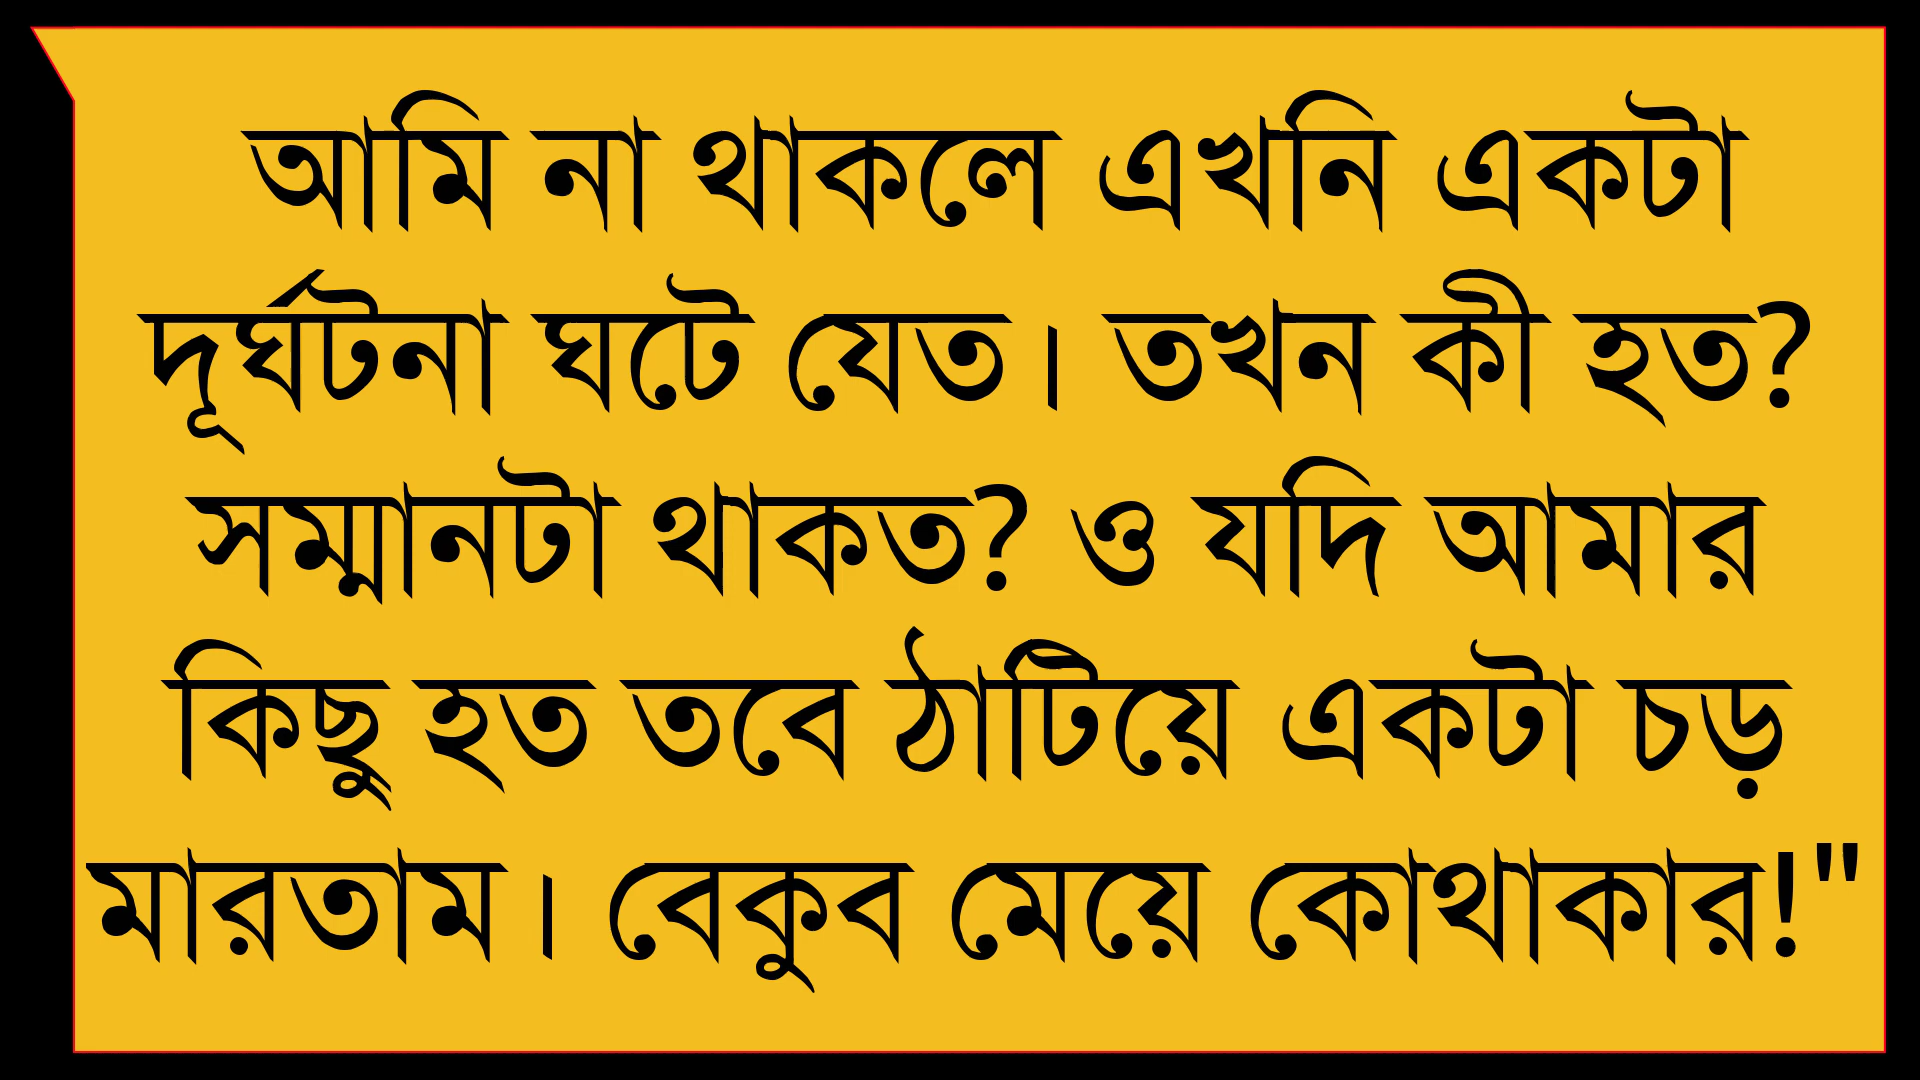 আমি না থাকলে এখনি একটা
দূর্ঘটনা ঘটে যেত। তখন কী হত?
সম্মানটা থাকত? ও যদি আমার
কিছু হত তবে ঠাটিয়ে একটা চড়
মারতাম। বেকুব মেয়ে কোথাকার!"